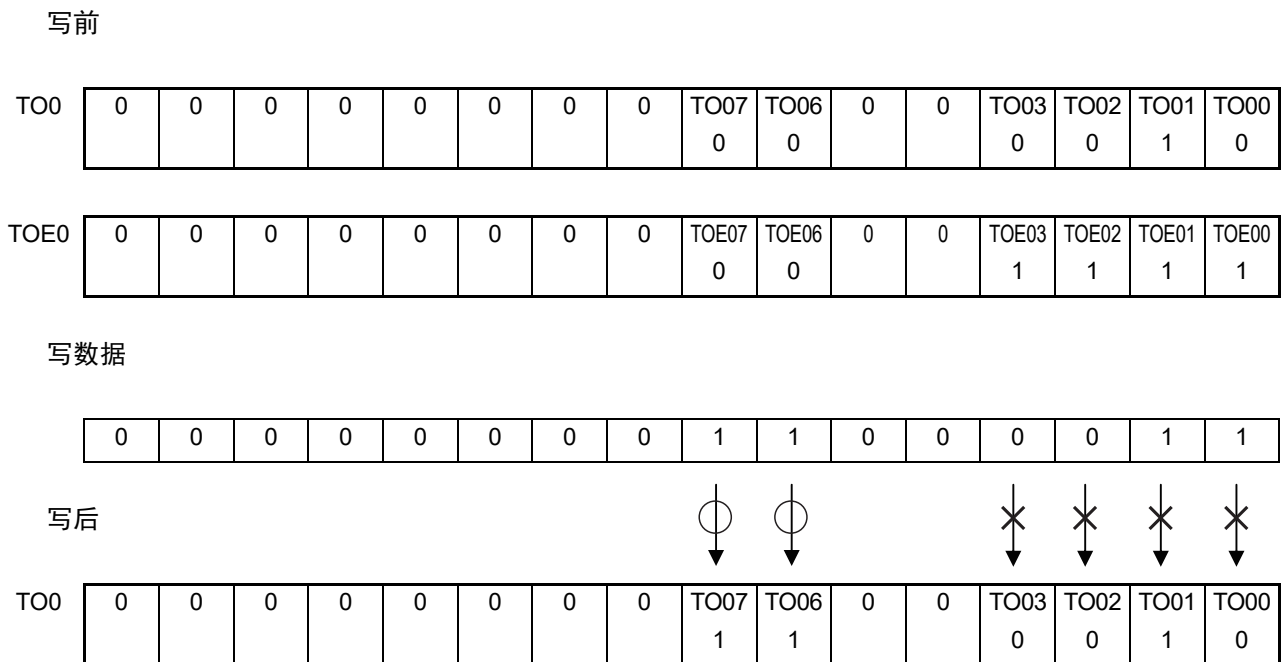 写前
TO0 0 0 0 0 0 0 0 0 TO07 TO06 0 0 TO03 TO02 TO01 TO00
0 0 0 0 1 0
TOE0 0 0 0 0 0 0 0 0 TOE07 TOE06 0 0 TOE03 TOE02 TOE01 TOE00
0 0 1 1 1 1
写数据
0 0 0 0 0 0 0 0 1 1 0 0 0 0 1 1
写后
TO0 0 0 0 0 0 0 0 0 TO07 TO06 0 0 TO03 TO02 TO01 TO00
1 1 0 0 1 0